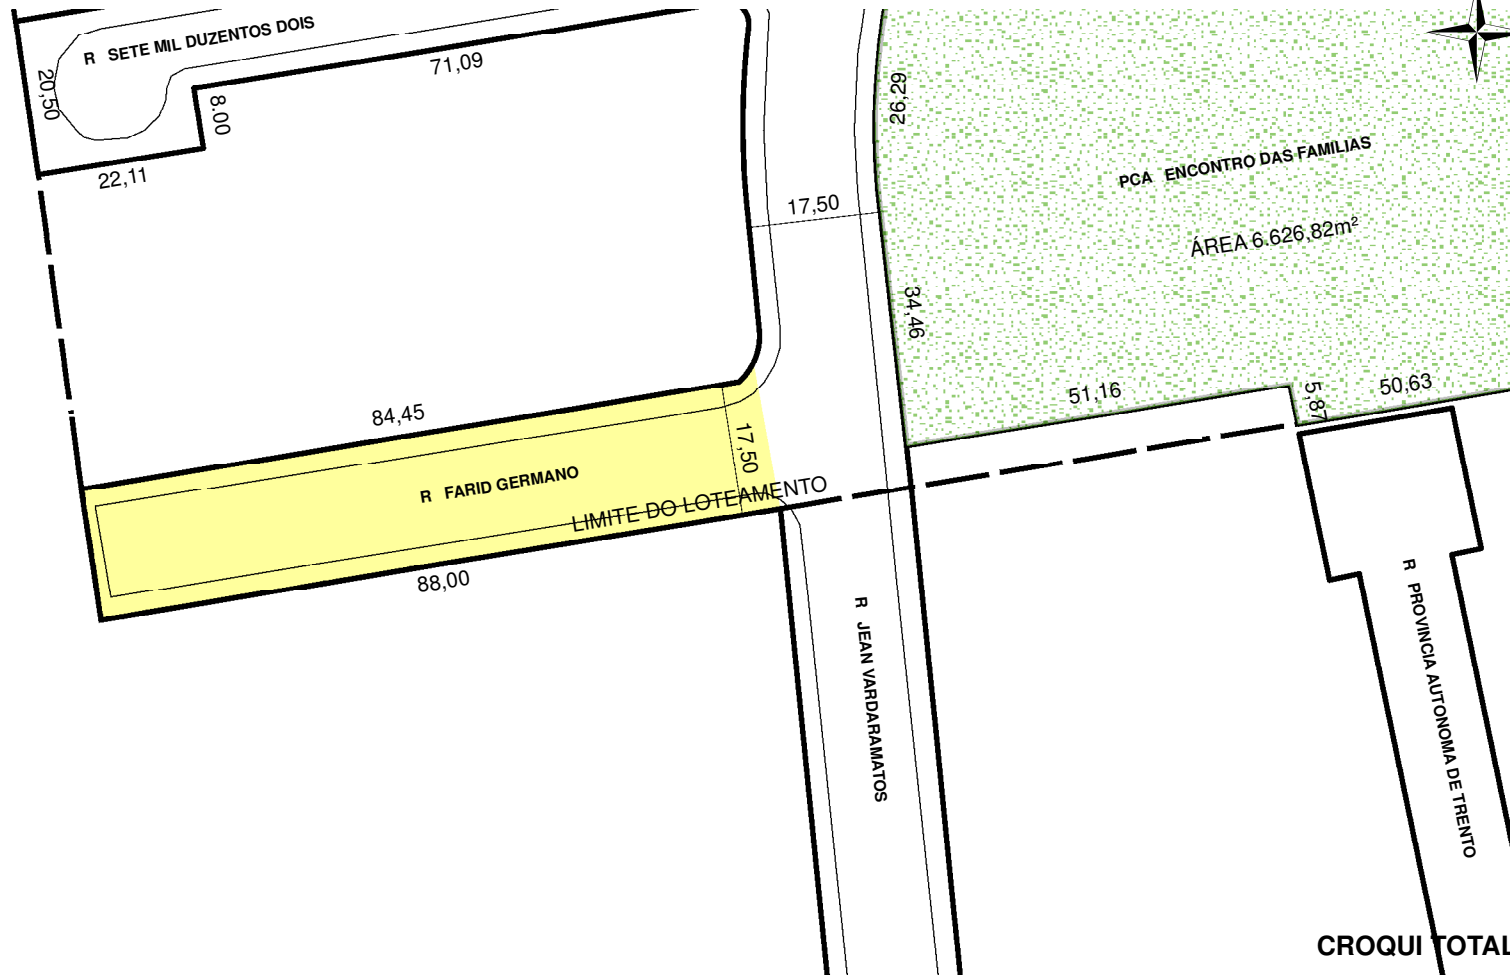 R SETE MIL DUZENTOS DOIS
71,09
20,50
8.00
22,11
26,29
PCA ENCONTRO DAS FAMILIAS
17,50
ÁREA 6.626,82m²
34,46
51,16
5,87
50,63
84,45
17,50
R FARID GERMANO
LIMITE DO LOTEAMENTO
88,00
R JEAN VARDARAMATOS
R PROVINCIA AUTONOMA DE TRENTO
CROQUI TOTAL